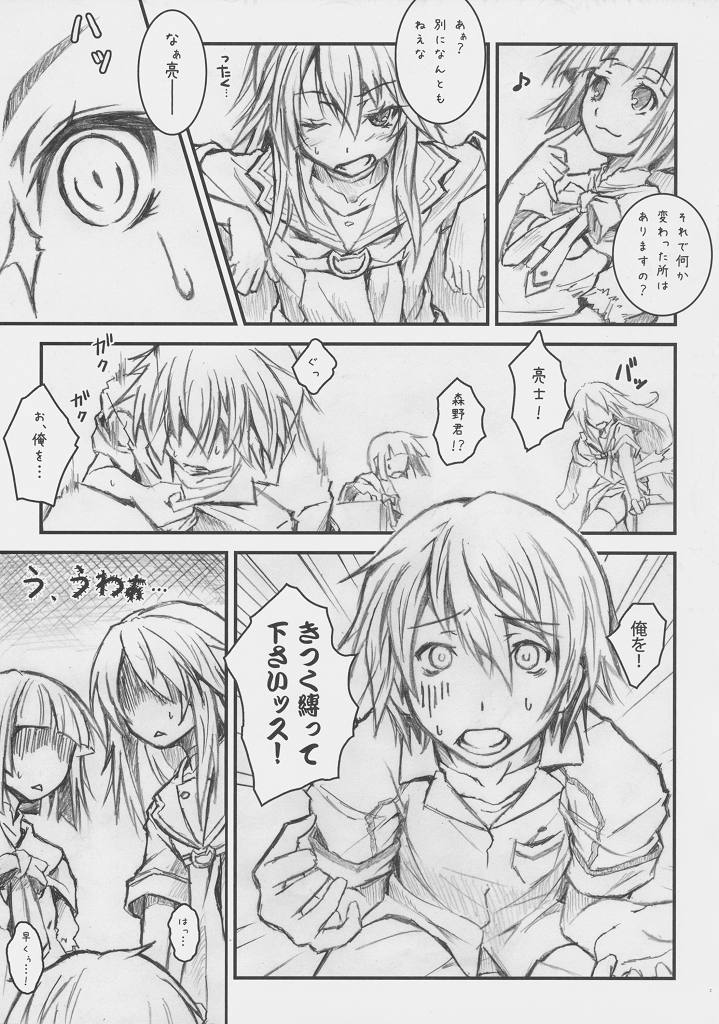 ♪
それで何か
変わった所は
ありますの?
あぁ?
別になんとも
ねえな
ったく…
なぁ亮――
ハッ
バッ
亮士!
森野君!?
ぐっ
ガク
ガク
お、俺を…
俺を!
きつく縛って
下さいッス!
う、うわぁ…
はっ…
早くぅ…!